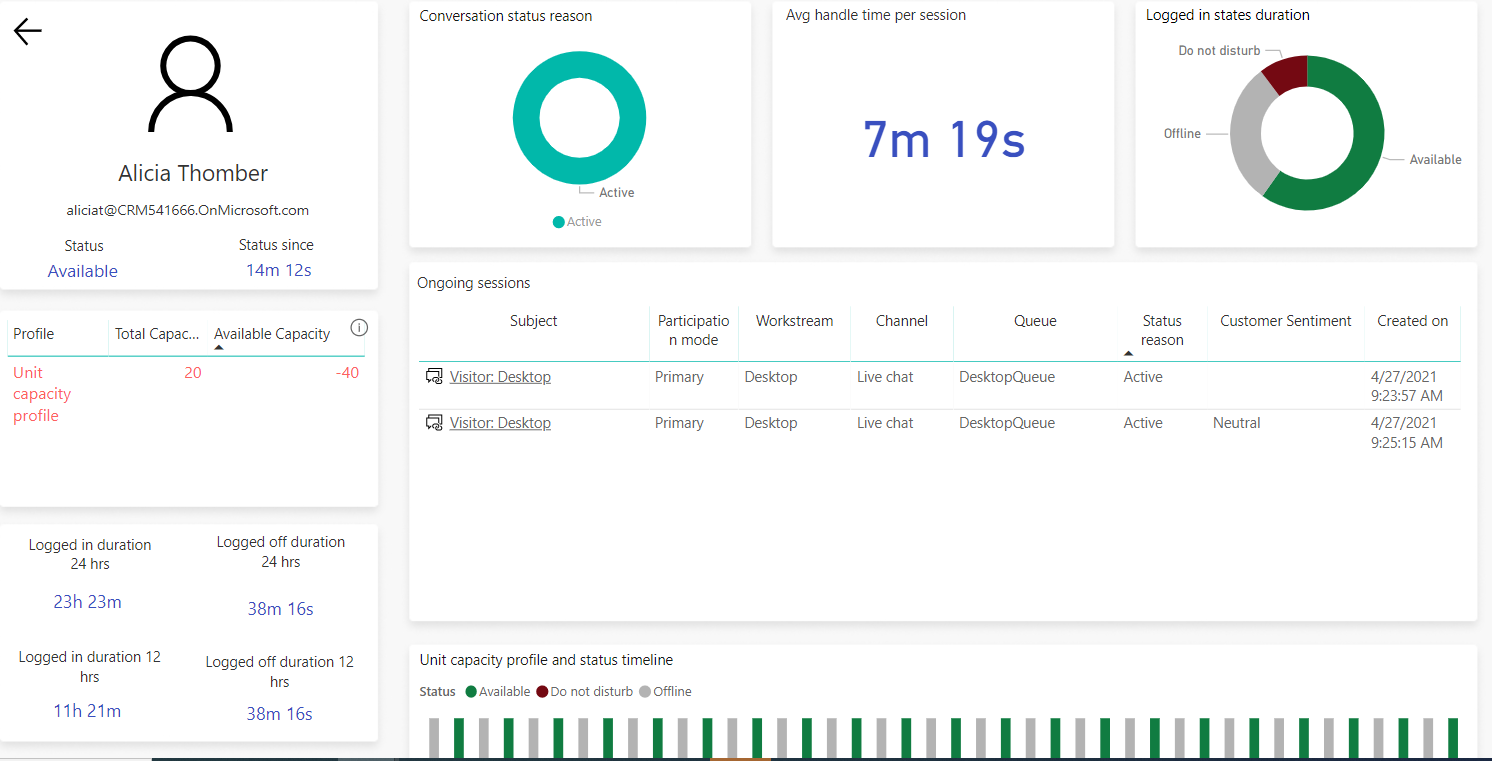 Alicia Thomber
aliciat@CRM541666.OnMicrosoft.com
Status
Available
Status since
14m 12s
Profile
Total Capac...
Available Capacity
Unit
capacity
profile
20
-40
Logged in duration
24 hrs
23h 23m
Logged off duration
24 hrs
38m 16s
Logged in duration 12
hrs
11h 21m
Logged off duration 12
hrs
38m 16s
Conversation status reason
Active
Active
Avg handle time per session
7m 19s
Logged in states duration
Do not disturb
Offline
Available
Ongoing sessions
Subject
Participatio
n mode
Workstream
Channel
Queue
Status
reason
Customer Sentiment
Created on
Visitor: Desktop Primary Desktop Live chat DesktopQueue Active 4/27/2021
9:23:57 AM
Visitor: Desktop Primary Desktop Live chat DesktopQueue Active Neutral 4/27/2021
9:25:15 AM
Unit capacity profile and status timeline
Status Available Do not disturb Offline